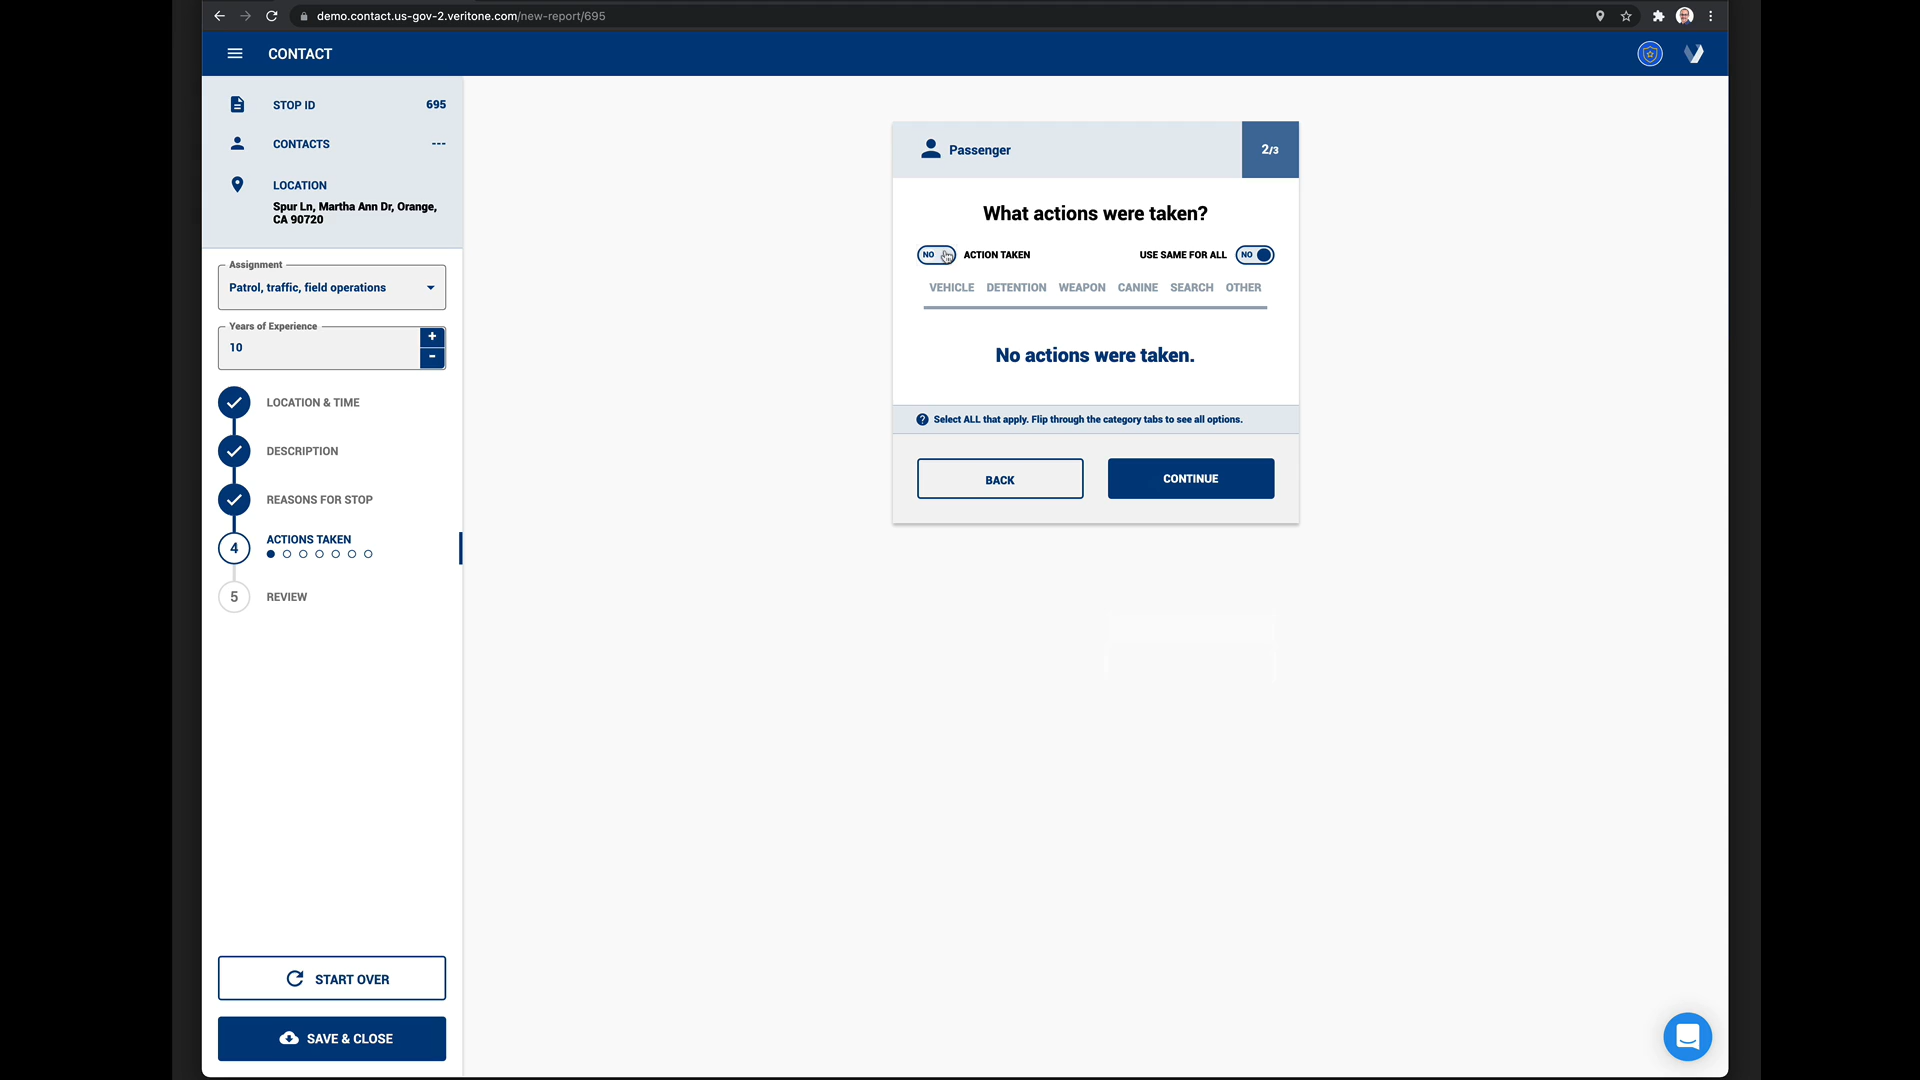 demo.contact.us-gov-2.veritone.com/new-report/695
CONTACT
STOP ID 695
CONTACTS ---
LOCATION
Spur Ln, Martha Ann Dr, Orange,
CA 90720
Assignment
Patrol, traffic, field operations
Years of Experience
10
+
-
LOCATION & TIME
DESCRIPTION
REASONS FOR STOP
4 ACTIONS TAKEN
5 REVIEW
START OVER
SAVE & CLOSE
Passenger 2/3
What actions were taken?
NO ACTION TAKEN USE SAME FOR ALL NO
VEHICLE DETENTION WEAPON CANINE SEARCH OTHER
No actions were taken.
? Select ALL that apply. Flip through the category tabs to see all options.
BACK CONTINUE